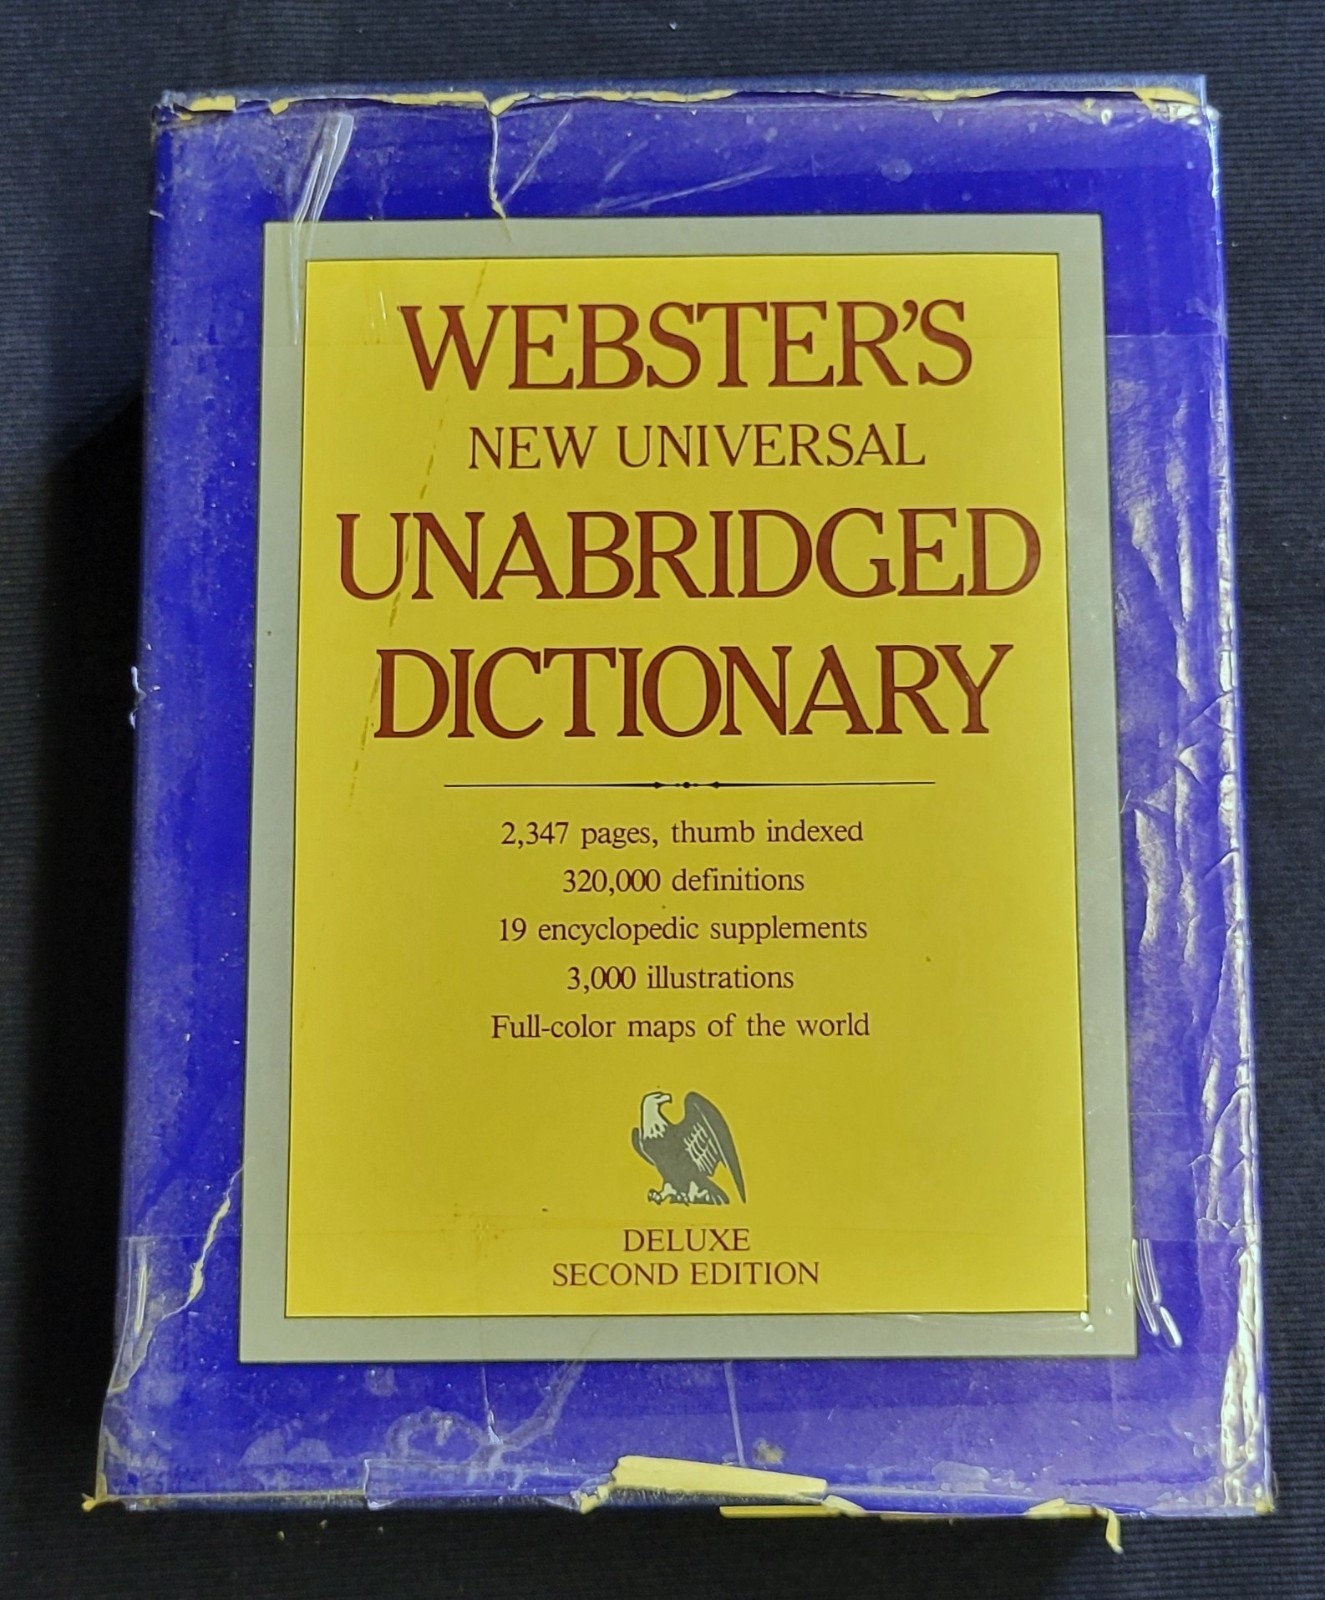 WEBSTER'S
NEW UNIVERSAL
UNABRIDGED
DICTIONARY
2,347 pages, thumb indexed
320,000 definitions
19 encyclopedic supplements
3,000 illustrations
Full-color maps of the world
DELUXE
SECOND EDITION